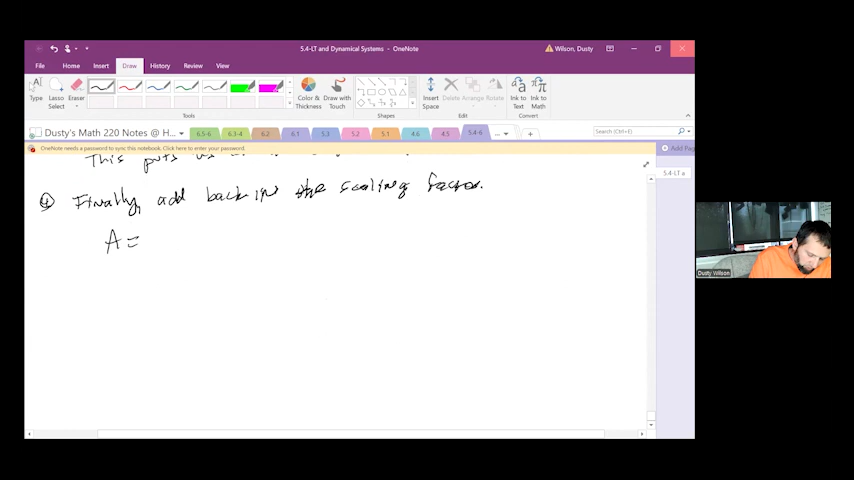 5.4-LT and Dynamical Systems - OneNote
Wilson, Dusty
File Home Insert Draw History Review View
Type Lasso Select Eraser
Color & Thickness
Draw with Touch
Insert Space
Delete Arrange Rotate
Ink to Text
Ink to Math
Tools Shapes Edit Convert
Dusty's Math 220 Notes @ H... 6.5-6 6.3-4 6.2 6.1 5.3 5.2 5.1 4.6 4.5 5.4-6 ... +
Search (Ctrl+E)
OneNote needs a password to sync this notebook. Click here to enter your password.
Add Pag
5.4-LT a
This puts us
④ Finally, add back in the scaling factor.
A=
Dusty Wilson